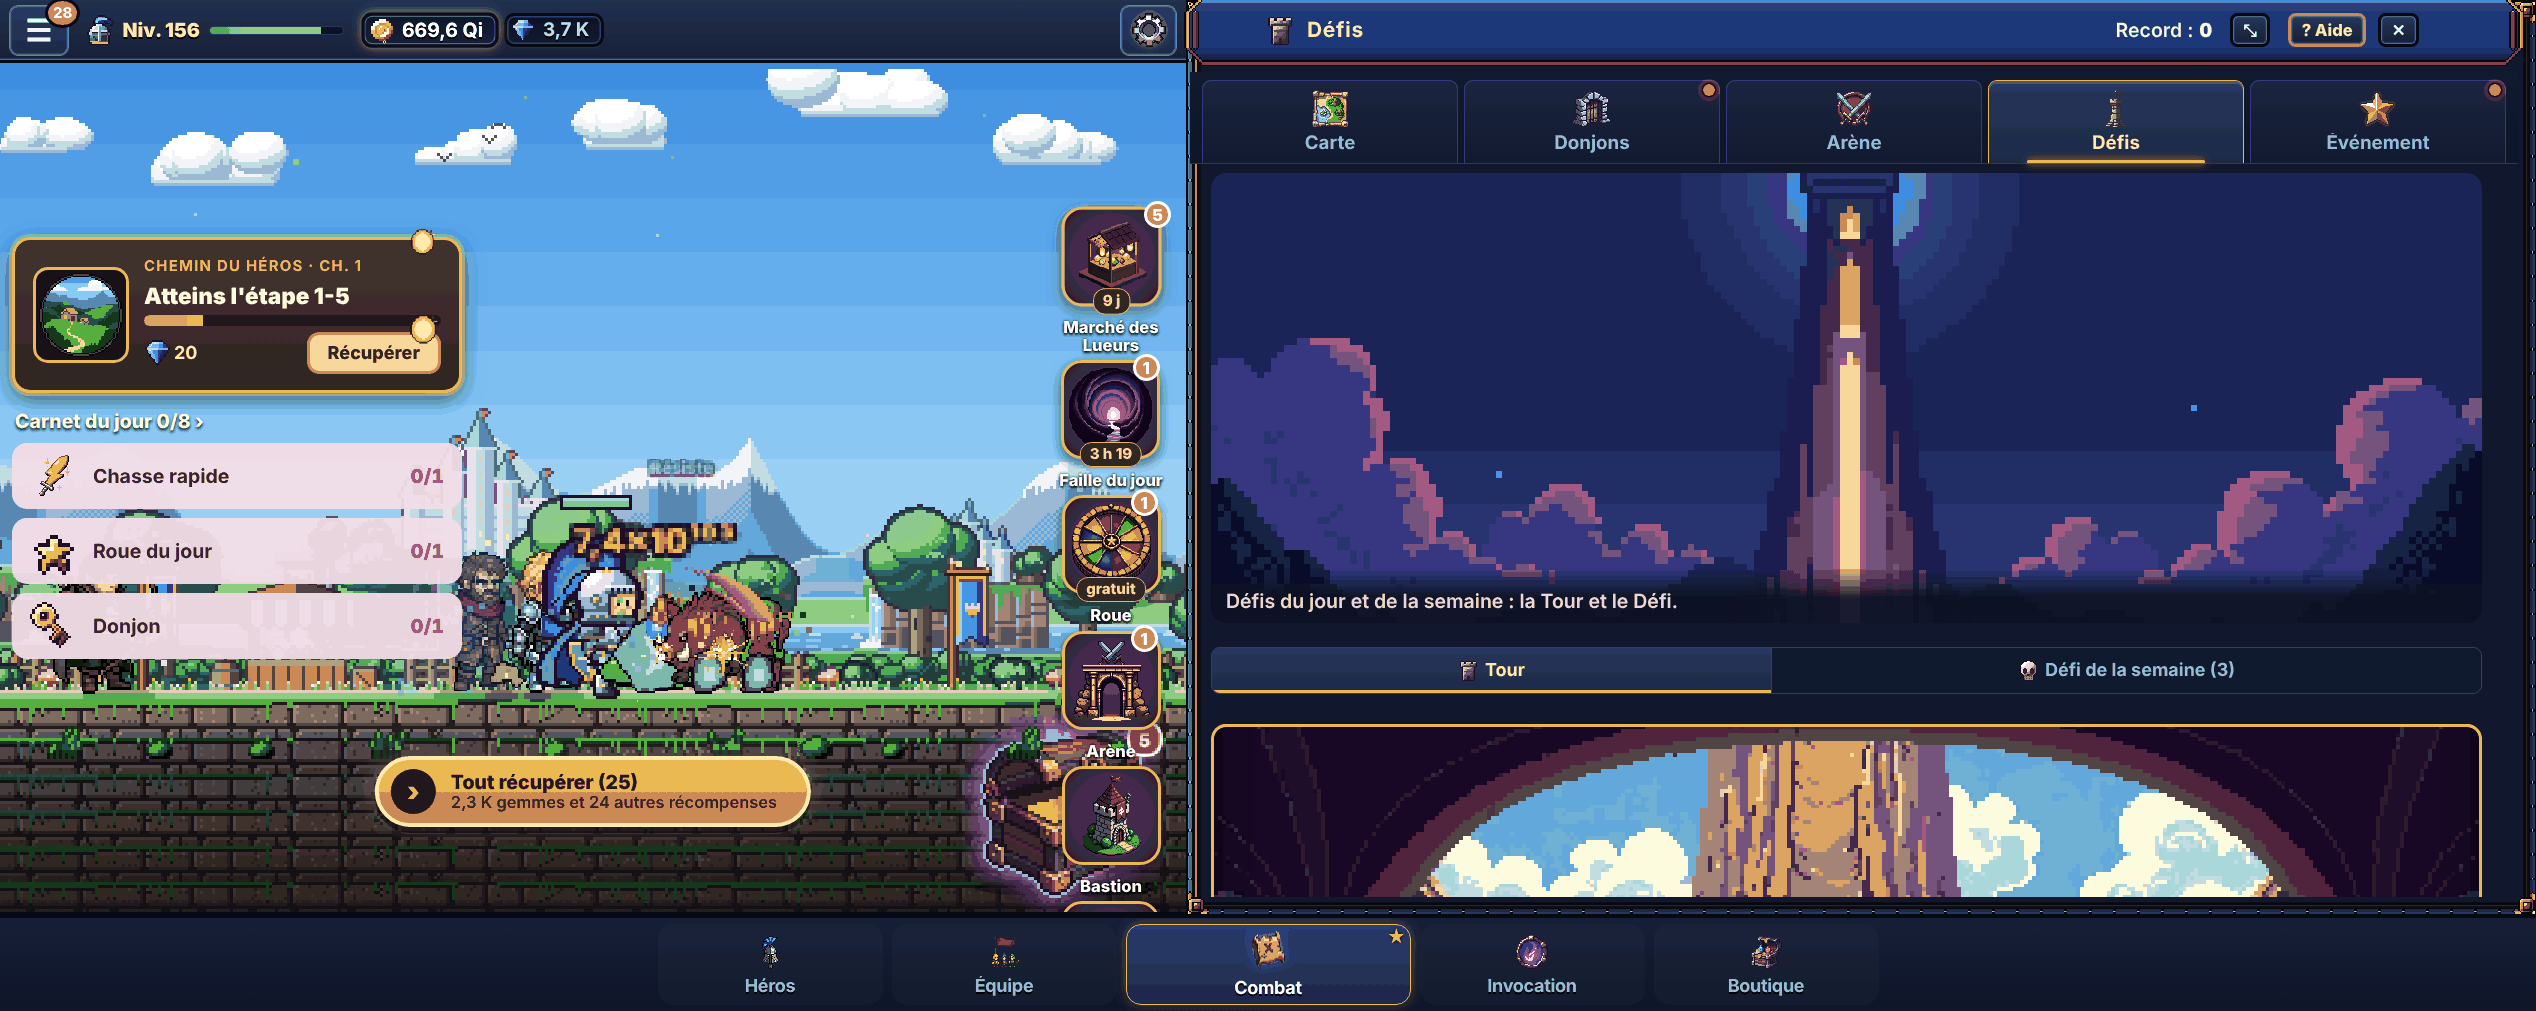 28
Niv. 156
669,6 Qi
3,7 K
Défis
Record : 0
? Aide
Carte
Donjons
Arène
Défis
Événement
CHEMIN DU HÉROS · CH. 1
Atteins l'étape 1-5
20
Récupérer
Carnet du jour 0/8 ›
Chasse rapide 0/1
Roue du jour 0/1
Donjon 0/1
7,4×10
5
9 j
Marché des
Lueurs
1
3 h 19
Faille du jour
1
gratuit
Roue
1
Arène
5
Bastion
Tout récupérer (25)
2,3 K gemmes et 24 autres récompenses
Défis du jour et de la semaine : la Tour et le Défi.
Tour
Défi de la semaine (3)
Héros
Équipe
Combat
Invocation
Boutique